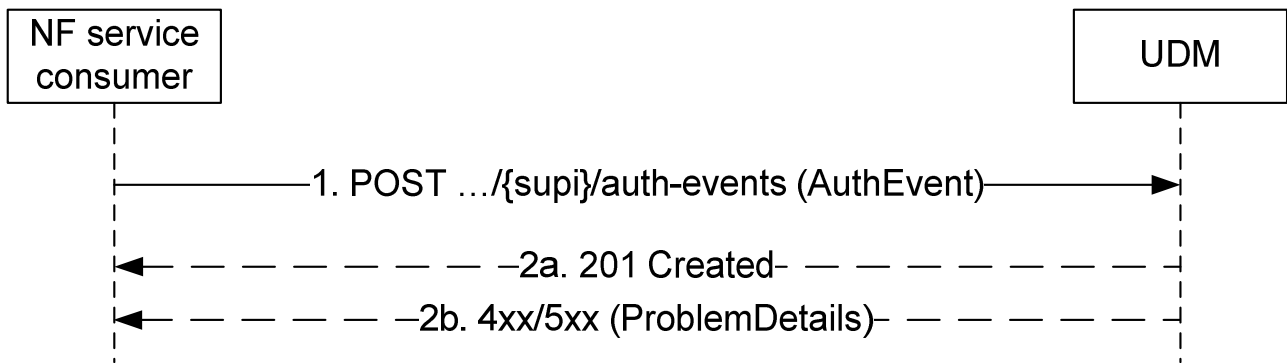 NF service
consumer
UDM
1. POST …/{supi}/auth-events (AuthEvent)
2a. 201 Created
2b. 4xx/5xx (ProblemDetails)